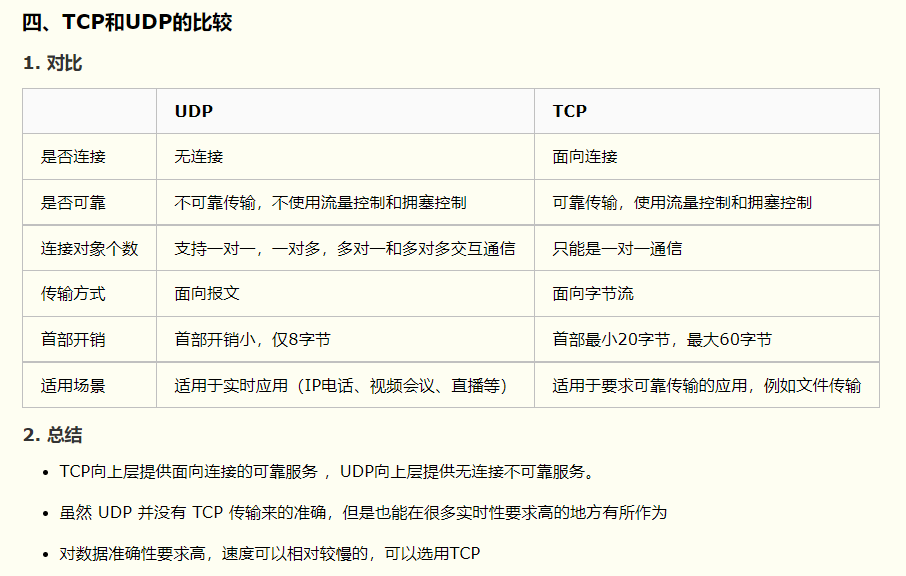 四、TCP和UDP的比较
1. 对比
UDP TCP
是否连接 无连接 面向连接
是否可靠 不可靠传输，不使用流量控制和拥塞控制 可靠传输，使用流量控制和拥塞控制
连接对象个数 支持一对一，一对多，多对一和多对多交互通信 只能是一对一通信
传输方式 面向报文 面向字节流
首部开销 首部开销小，仅8字节 首部最小20字节，最大60字节
适用场景 适用于实时应用（IP电话、视频会议、直播等） 适用于要求可靠传输的应用，例如文件传输
2. 总结
• TCP向上层提供面向连接的可靠服务 ，UDP向上层提供无连接不可靠服务。
• 虽然 UDP 并没有 TCP 传输来的准确，但是也能在很多实时性要求高的地方有所作为
• 对数据准确性要求高，速度可以相对较慢的，可以选用TCP